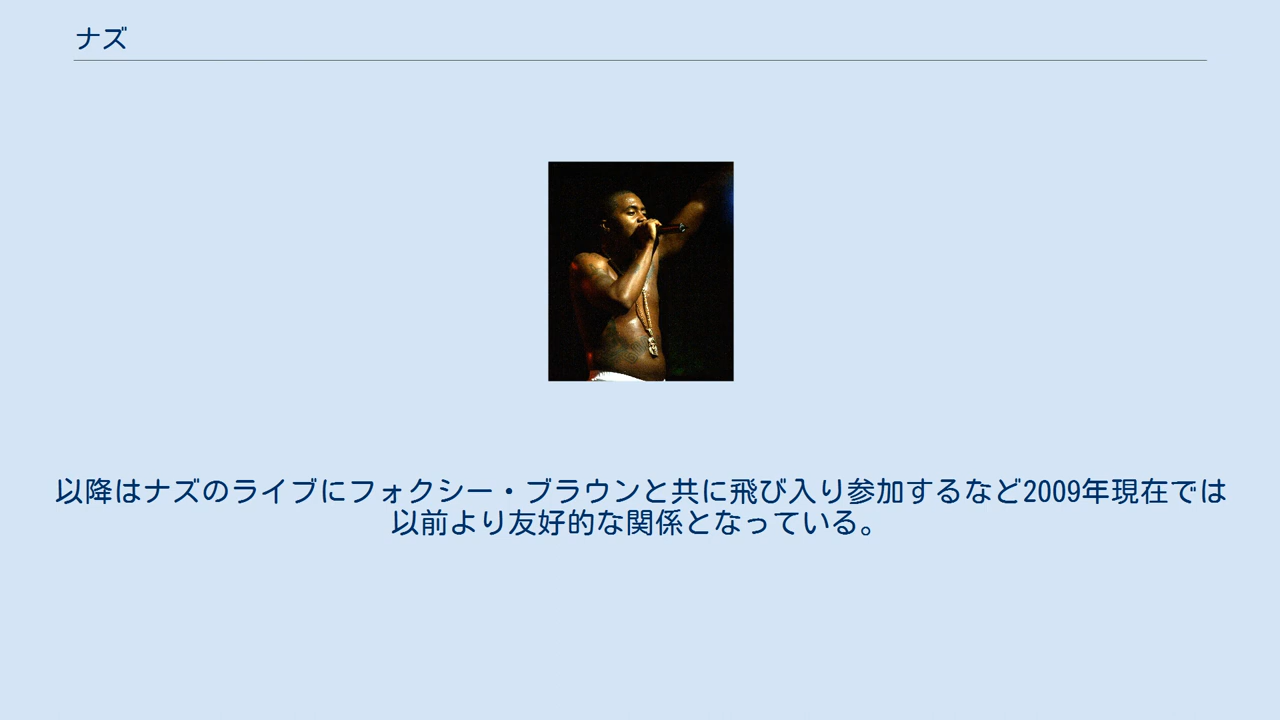 ナズ
以降はナズのライブにフォクシー・ブラウンと共に飛び入り参加するなど2009年現在では
以前より友好的な関係となっている。